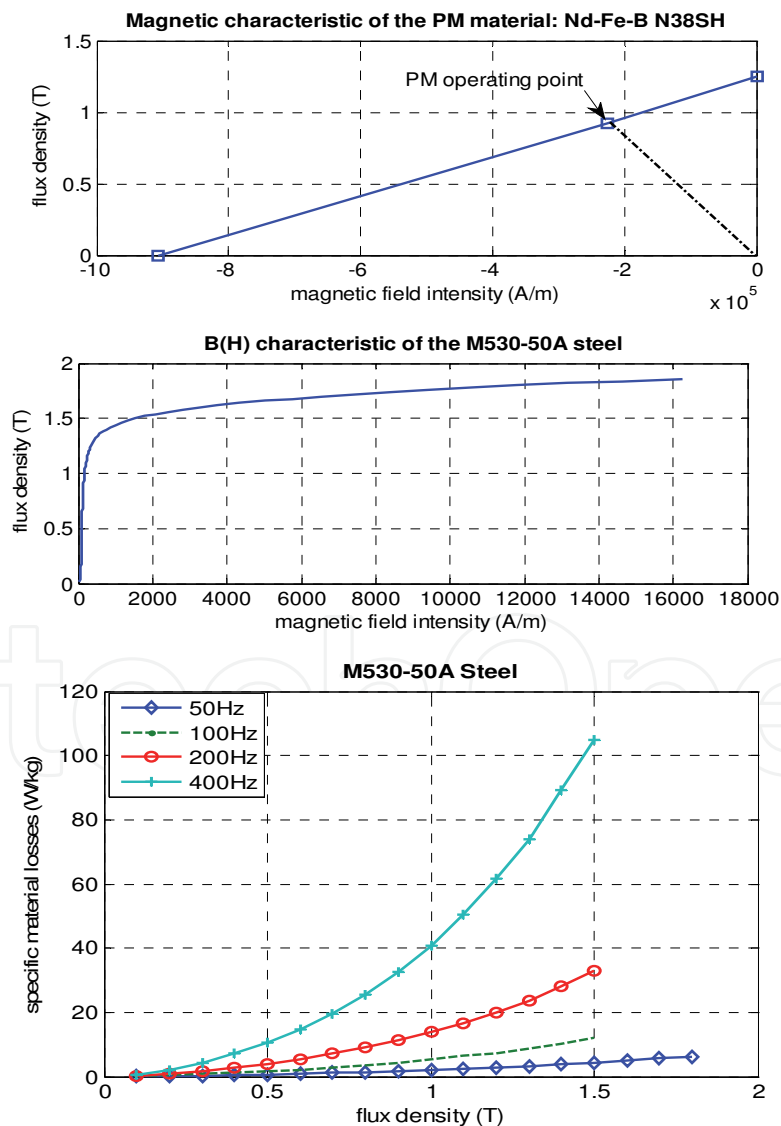 Magnetic characteristic of the PM material: Nd-Fe-B N38SH
1.5
1
0.5
0
flux density (T)
PM operating point
-10
-8
-6
-4
-2
0
magnetic field intensity (A/m)
x 10^5
B(H) characteristic of the M530-50A steel
2
1.5
1
0.5
0
flux density (T)
0
2000
4000
6000
8000
10000
12000
14000
16000
18000
magnetic field intensity (A/m)
M530-50A Steel
120
100
80
60
40
20
0
specific material losses (W/kg)
50Hz
100Hz
200Hz
400Hz
0
0.5
1
1.5
2
flux density (T)